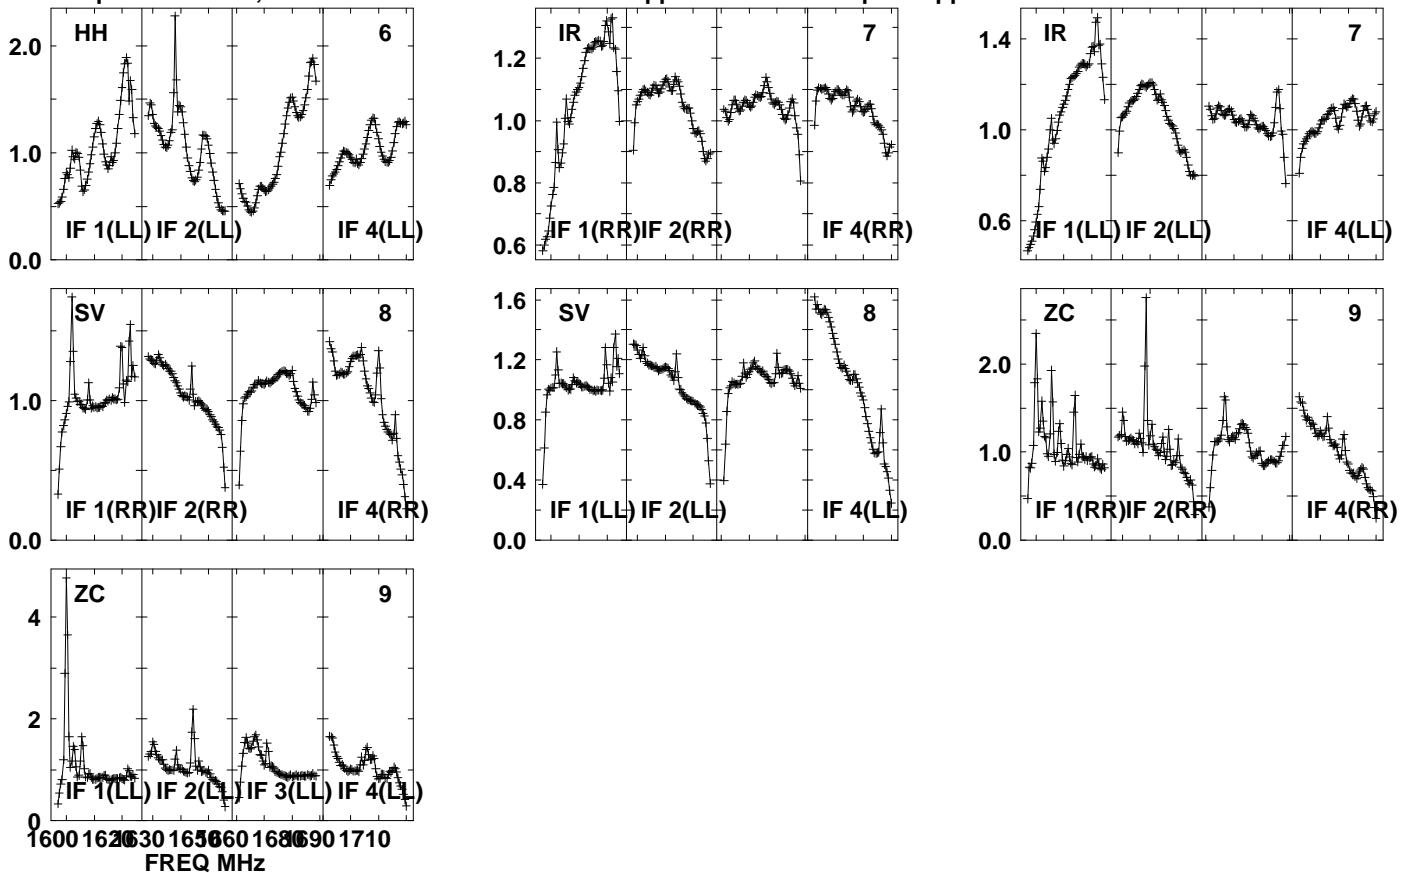 HH 6
2.0
1.0
0.0
IF 1(LL) IF 2(LL) IF 4(LL)
IR 7
1.2
1.0
0.8
0.6
IF 1(RR) IF 2(RR) IF 4(RR)
IR 7
1.4
1.0
0.6
IF 1(LL) IF 2(LL) IF 4(LL)
SV 8
1.0
0.0
IF 1(RR) IF 2(RR) IF 4(RR)
SV 8
1.6
1.2
0.8
0.4
0.0
IF 1(LL) IF 2(LL) IF 4(LL)
ZC 9
2.0
1.0
0.0
IF 1(RR) IF 2(RR) IF 4(RR)
ZC 9
4
2
0
IF 1(LL) IF 2(LL) IF 3(LL) IF 4(LL)
1600 1620 1630 1650 1660 1680 1690 1710
FREQ MHz